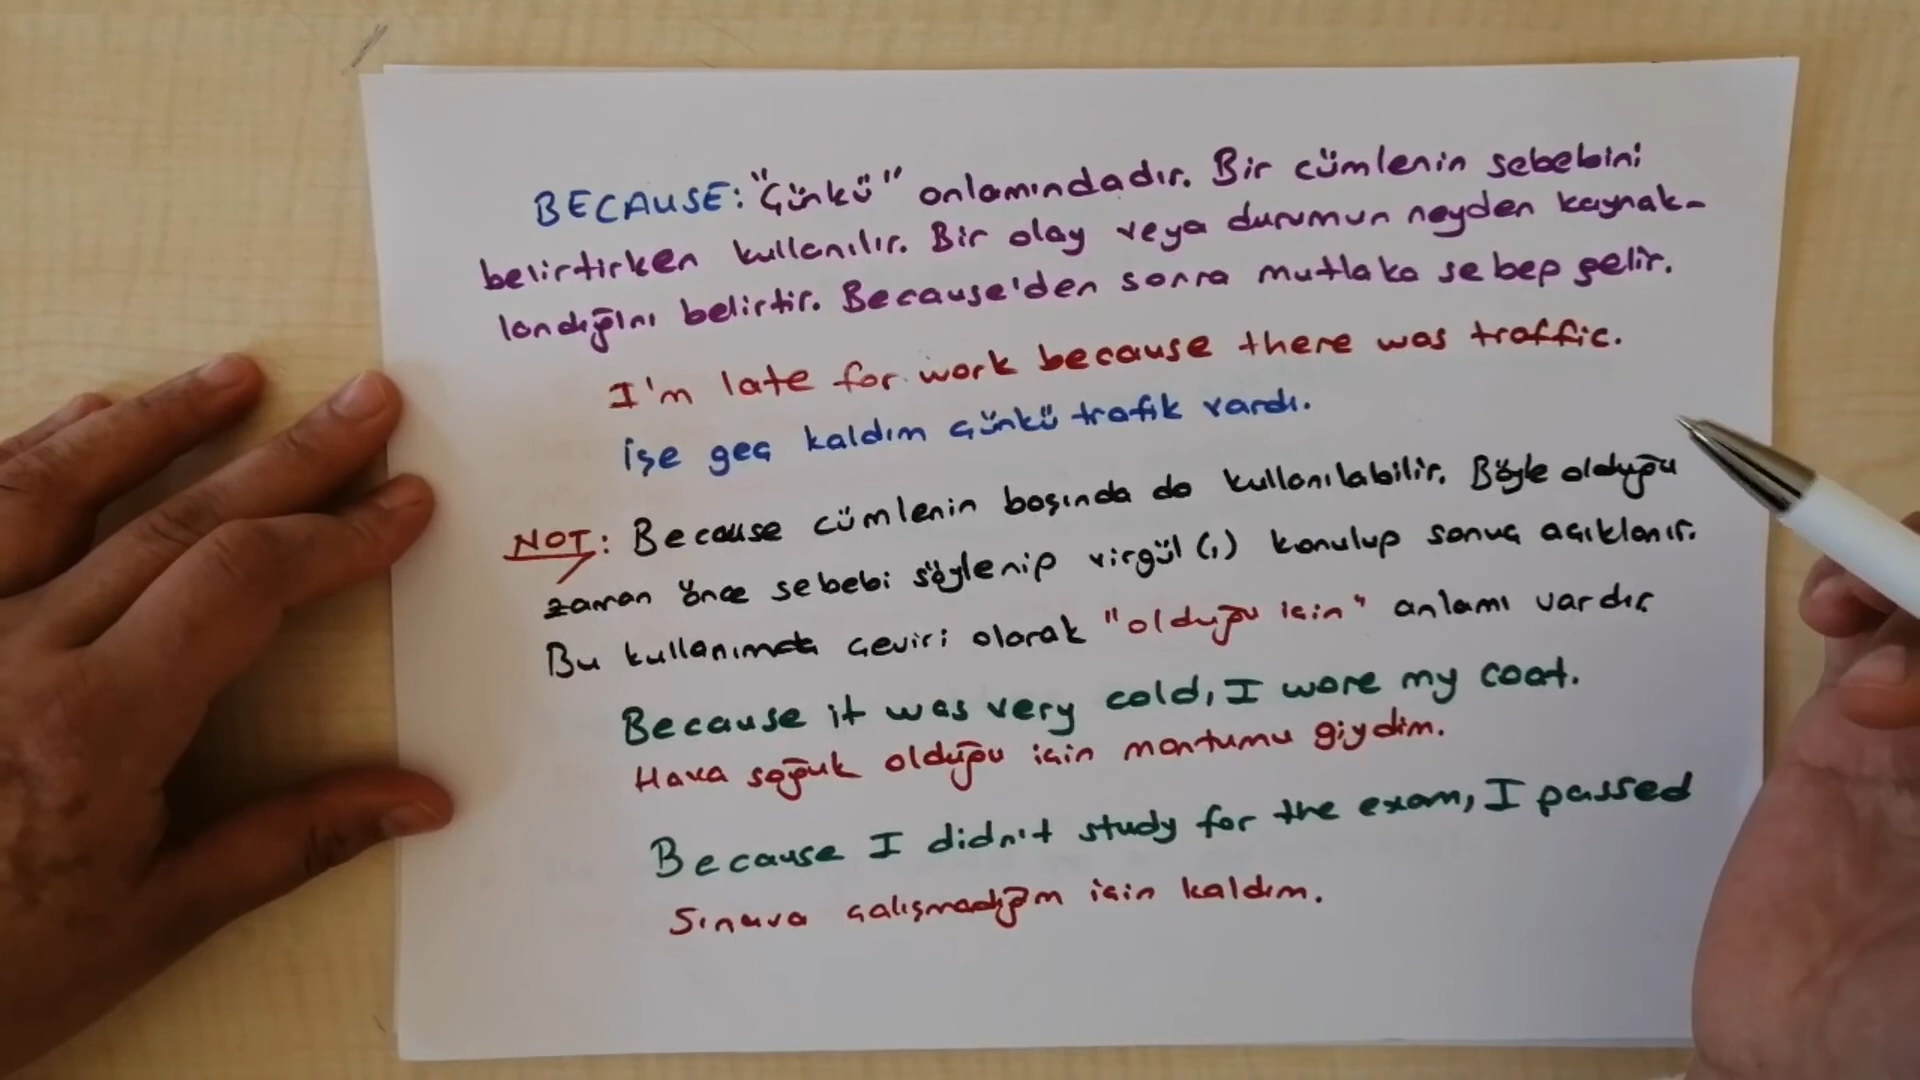 BECAUSE: "Çünkü" anlamındadır. Bir cümlenin sebebini
belirtirken kullanılır. Bir olay veya durumun neyden kaynak-
landığını belirtir. Because'den sonra mutlaka sebep gelir.
I'm late for work because there was traffic.
İşe geç kaldım çünkü trafik vardı.
NOT: Because cümlenin başında da kullanılabilir. Böyle olduğu
zaman önce sebebi söylenip virgül (,) konulup sonuç açıklanır.
Bu kullanımda çeviri olarak "olduğu için" anlamı vardır
Because it was very cold, I wore my coat.
Hava soğuk olduğu için montumu giydim.
Because I didn't study for the exam, I passed
Sınava çalışmadığım için kaldım.